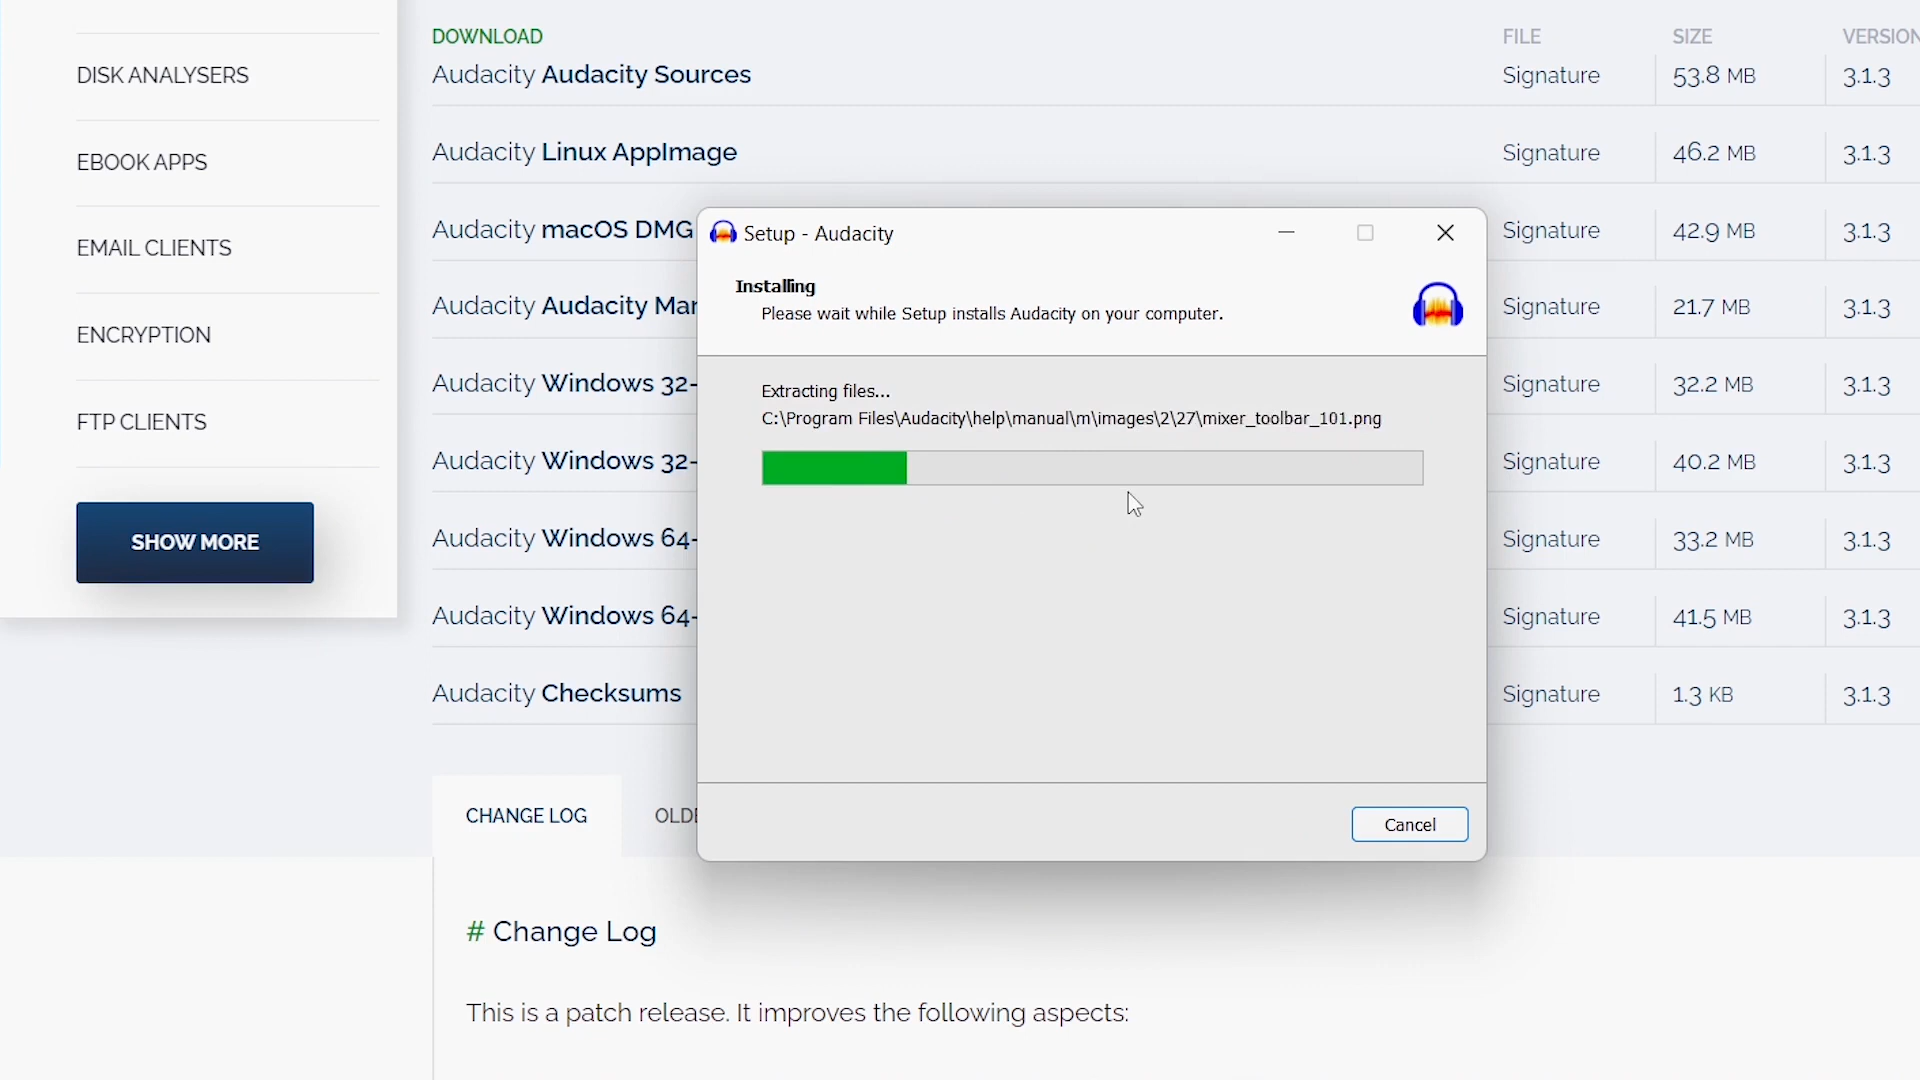 DISK ANALYSERS
EBOOK APPS
EMAIL CLIENTS
ENCRYPTION
FTP CLIENTS
SHOW MORE
DOWNLOAD FILE SIZE VERSION
Audacity Audacity Sources Signature 53.8 MB 3.1.3
Audacity Linux AppImage Signature 46.2 MB 3.1.3
Audacity macOS DMG Signature 42.9 MB 3.1.3
Audacity Audacity Man Signature 21.7 MB 3.1.3
Audacity Windows 32- Signature 32.2 MB 3.1.3
Audacity Windows 32- Signature 40.2 MB 3.1.3
Audacity Windows 64- Signature 33.2 MB 3.1.3
Audacity Windows 64- Signature 41.5 MB 3.1.3
Audacity Checksums Signature 1.3 KB 3.1.3
Setup - Audacity
Installing
Please wait while Setup installs Audacity on your computer.
Extracting files...
C:\Program Files\Audacity\help\manual\m\images\2\27\mixer_toolbar_101.png
Cancel
CHANGE LOG OLDE
# Change Log
This is a patch release. It improves the following aspects: